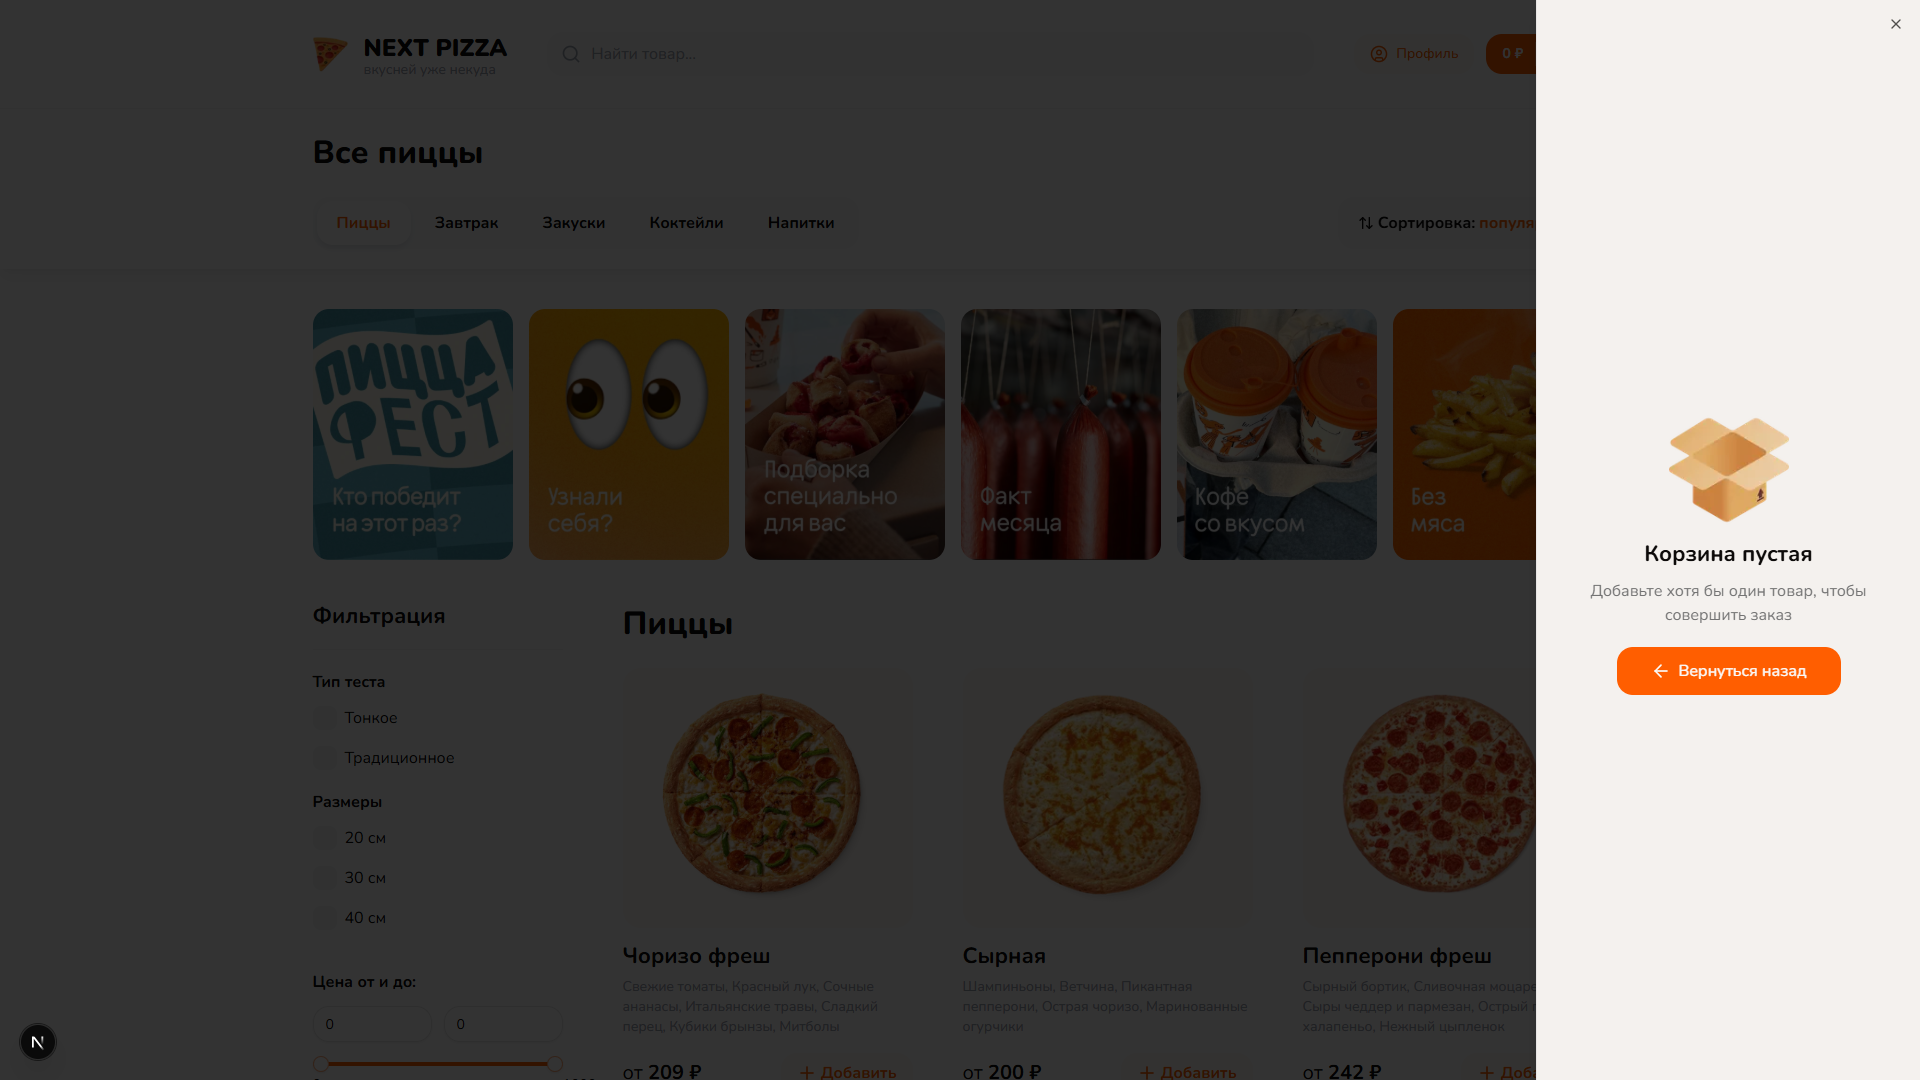 NEXT PIZZA
вкусней уже некуда
Найти товар...
Профиль
0 ₽
Все пиццы
Пиццы
Завтрак
Закуски
Коктейли
Напитки
Сортировка: популя
ПИЦЦА
ФЕСТ
Кто победит
на этот раз?
Узнали
себя?
Подборка
специально
для вас
Факт
месяца
Кофе
со вкусом
Без
мяса
Фильтрация
Тип теста
Тонкое
Традиционное
Размеры
20 см
30 см
40 см
Цена от и до:
0
0
Пиццы
Чоризо фреш
Свежие томаты, Красный лук, Сочные
ананасы, Итальянские травы, Сладкий
перец, Кубики брынзы, Митболы
от 209 ₽
+ Добавить
Сырная
Шампиньоны, Ветчина, Пикантная
пепперони, Острая чоризо, Маринованные
огурчики
от 200 ₽
+ Добавить
Пепперони фреш
Сырный бортик, Сливочная моцаре
Сыры чеддер и пармезан, Острый
халапеньо, Нежный цыпленок
от 242 ₽
+ Доба
N
Корзина пустая
Добавьте хотя бы один товар, чтобы
совершить заказ
Вернуться назад